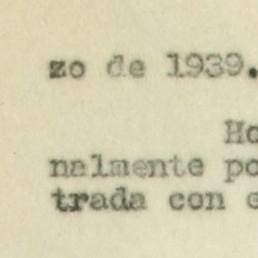 zo de 1939.
Ho
nalmente po
trada con e